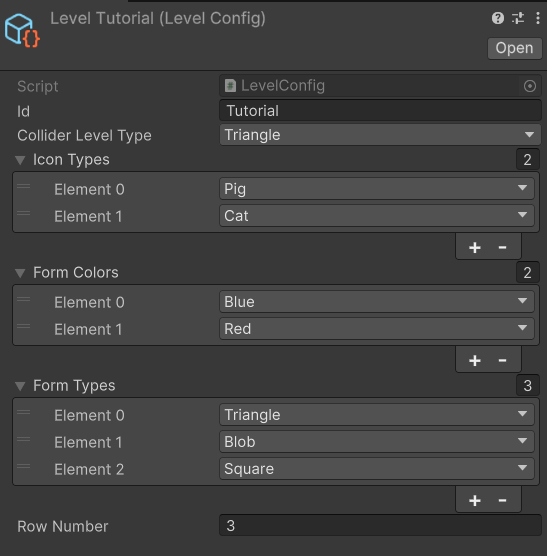 Level Tutorial (Level Config)
Open
Script LevelConfig
Id Tutorial
Collider Level Type Triangle
Icon Types 2
Element 0 Pig
Element 1 Cat
+ -
Form Colors 2
Element 0 Blue
Element 1 Red
+ -
Form Types 3
Element 0 Triangle
Element 1 Blob
Element 2 Square
+ -
Row Number 3